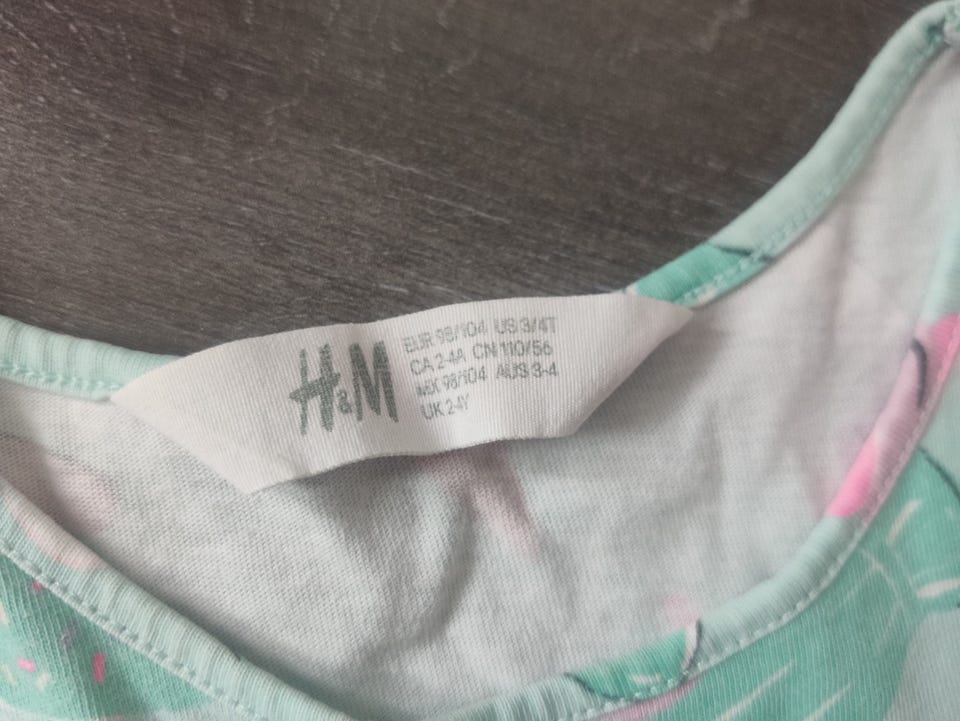 H&M
EUR 98/104 US 3/4T
CA 2-4A CN 110/56
MEX 98/104 AUS 3-4
UK 2-4Y